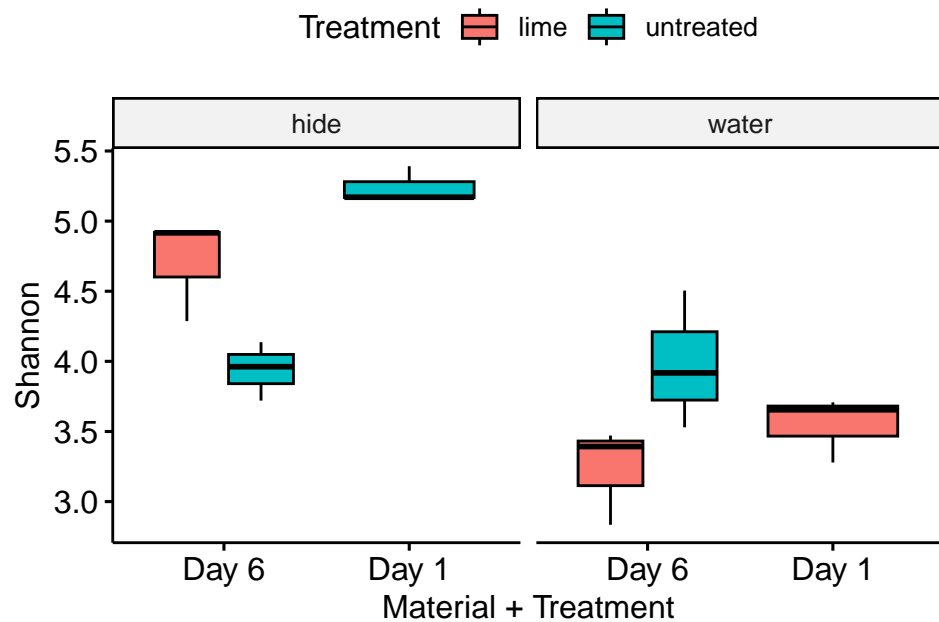 Treatment lime untreated
hide water
5.5
5.0
4.5
4.0
3.5
3.0
Shannon
Day 6 Day 1 Day 6 Day 1
Material + Treatment